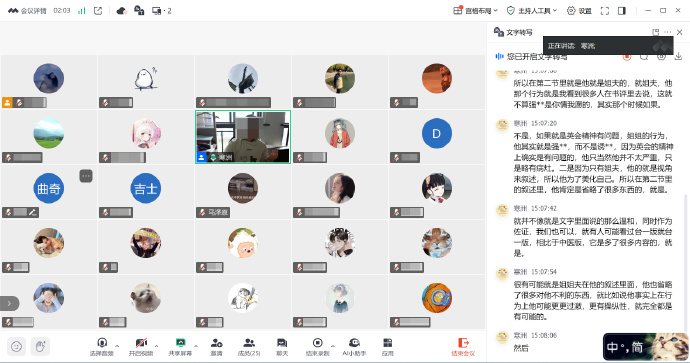 会议详情 02:03 · 2
宫格布局 主持人工具 设置
文字转写
正在讲话: 寒洲
您已开启文字转写
15:07:00
所以在第二节里就是他就是姐夫的,就姐夫,他
那个行为就是我看到很多人在书评里去说,这就
不算强**是你情我愿的,其实那个时候如果。
寒洲 15:07:20
不是,如果就是英会精神有问题,姐姐的行为,
他其实就是强**,而不是诱**,因为英会的精神
上确实是有问题的,他只当然他并不太严重,只
是略有病灶。二是因为只有姐夫,他的就是视角
来叙述,所以他为了美化自己。所以在第二节里
的叙述里,他肯定是省略了很多东西的,就是。
寒洲 15:07:42
就并不像就是文字里面说的那么温和,同时作为
佐证,我们也可以,就有人可能看过台一版就台
一版,相比于中医版,它是多了很多内容的,就
是。
寒洲 15:07:54
很有可能就是姐姐夫在他的叙述里面,他也省略
了很多对他不利的东西,就比如说他事实上在行
为上他可能更更过激,更有操纵性,就完全都是
有可能的。
寒洲 15:08:06
然后
D
寒洲
曲奇
吉士
马派直
选择音频
开启视频
共享屏幕
邀请
成员(25)
聊天
结束录制
AI小助手
应用
结束会议
中 简